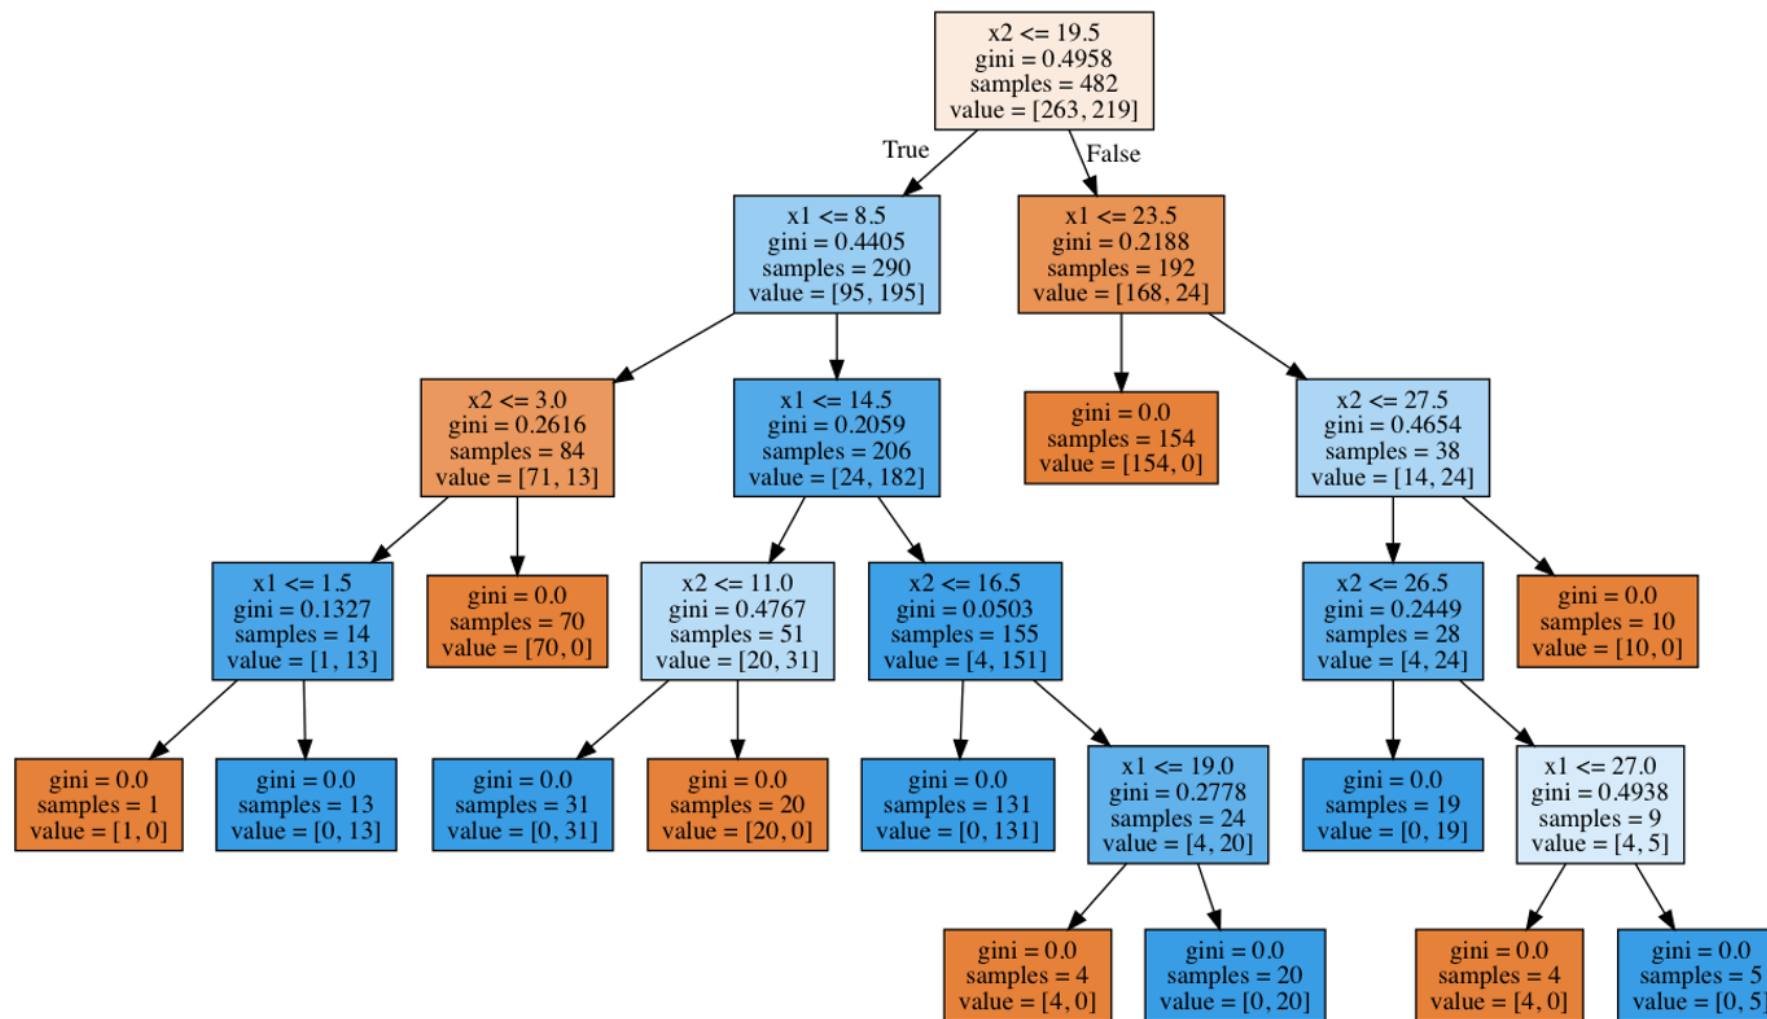 x2 <= 19.5
gini = 0.4958
samples = 482
value = [263, 219]
True
False
x1 <= 8.5
gini = 0.4405
samples = 290
value = [95, 195]
x1 <= 23.5
gini = 0.2188
samples = 192
value = [168, 24]
x2 <= 3.0
gini = 0.2616
samples = 84
value = [71, 13]
x1 <= 14.5
gini = 0.2059
samples = 206
value = [24, 182]
gini = 0.0
samples = 154
value = [154, 0]
x2 <= 27.5
gini = 0.4654
samples = 38
value = [14, 24]
x1 <= 1.5
gini = 0.1327
samples = 14
value = [1, 13]
gini = 0.0
samples = 70
value = [70, 0]
x2 <= 11.0
gini = 0.4767
samples = 51
value = [20, 31]
x2 <= 16.5
gini = 0.0503
samples = 155
value = [4, 151]
x2 <= 26.5
gini = 0.2449
samples = 28
value = [4, 24]
gini = 0.0
samples = 10
value = [10, 0]
gini = 0.0
samples = 1
value = [1, 0]
gini = 0.0
samples = 13
value = [0, 13]
gini = 0.0
samples = 31
value = [0, 31]
gini = 0.0
samples = 20
value = [20, 0]
gini = 0.0
samples = 131
value = [0, 131]
x1 <= 19.0
gini = 0.2778
samples = 24
value = [4, 20]
gini = 0.0
samples = 19
value = [0, 19]
x1 <= 27.0
gini = 0.4938
samples = 9
value = [4, 5]
gini = 0.0
samples = 4
value = [4, 0]
gini = 0.0
samples = 20
value = [0, 20]
gini = 0.0
samples = 4
value = [4, 0]
gini = 0.0
samples = 5
value = [0, 5]